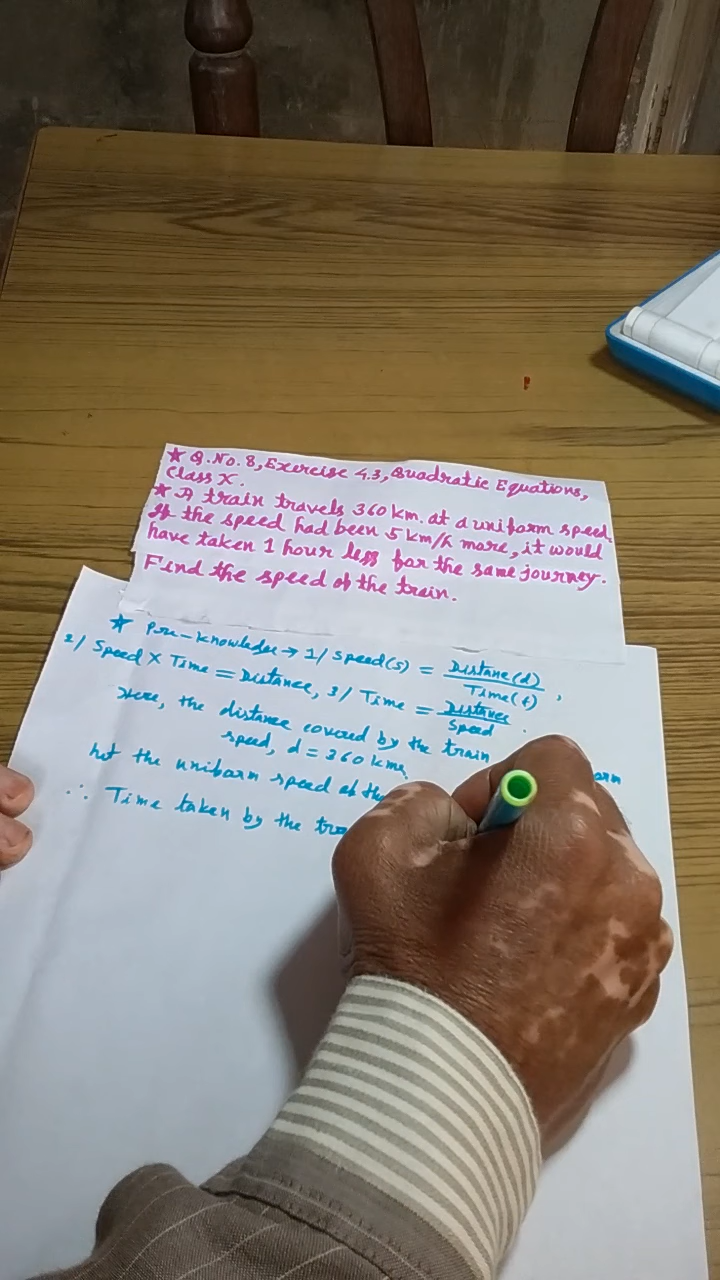 ★ Q.No. 8, Exercise 4.3, Quadratic Equations,
Class X.
★ A train travels 360 km. at a uniform speed.
If the speed had been 5 km/h more, it would
have taken 1 hour less for the same journey.
Find the speed of the train.
★ Pre-knowledge → 1/ Speed(s) = Distane(d) / Time(t) ,
2/ Speed × Time = Distance, 3/ Time = Distance / Speed .
Here, the distance covered by the train
speed, d = 360 kms.
let the uniform speed of the
∴ Time taken by the